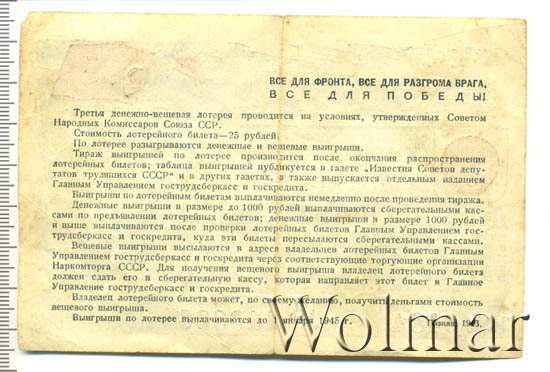 ВСЕ ДЛЯ ФРОНТА, ВСЕ ДЛЯ РАЗГРОМА ВРАГА,
ВСЕ ДЛЯ ПОБЕДЫ!
Третья денежно-вещевая лотерея проводится на условиях, утвержденных Советом
Народных Комиссаров Союза ССР.
Стоимость лотерейного билета—25 рублей.
По лотерее разыгрываются денежные и вещевые выигрыши.
Тираж выигрышей по лотерее производится после окончания распространения
лотерейных билетов; таблица выигрышей публикуется в газете „Известия Советов депу-
татов трудящихся СССР" и в других газетах, а также выпускается отдельным изданием
Главным Управлением гострудсберкасс и госкредита.
Выигрыши по лотерейным билетам выплачиваются немедленно после проведения тиража.
Денежные выигрыши в размере до 1000 рублей выплачиваются сберегательными кас-
сами по предъявлении лотерейных билетов; денежные выигрыши в размере 1000 рублей
и выше выплачиваются после проверки лотерейных билетов Главным Управлением гос-
трудсберкасс и госкредита, куда эти билеты пересылаются сберегательными кассами.
Вещевые выигрыши высылаются в адреса владельцев лотерейных билетов Главным
Управлением гострудсберкасс и госкредита через соответствующие торгующие организации
Наркомторга СССР. Для получения вещевого выигрыша владелец лотерейного билета
должен сдать его в сберегательную кассу, которая направляет этот билет в Главное
Управление гострудсберкасс и госкредита.
Владелец лотерейного билета может, по своему желанию, получить деньгами стоимость
вещевого выигрыша.
Выигрыши по лотерее выплачиваются до 1 января 1945 г.
Гознак. 1943.
Wolmar